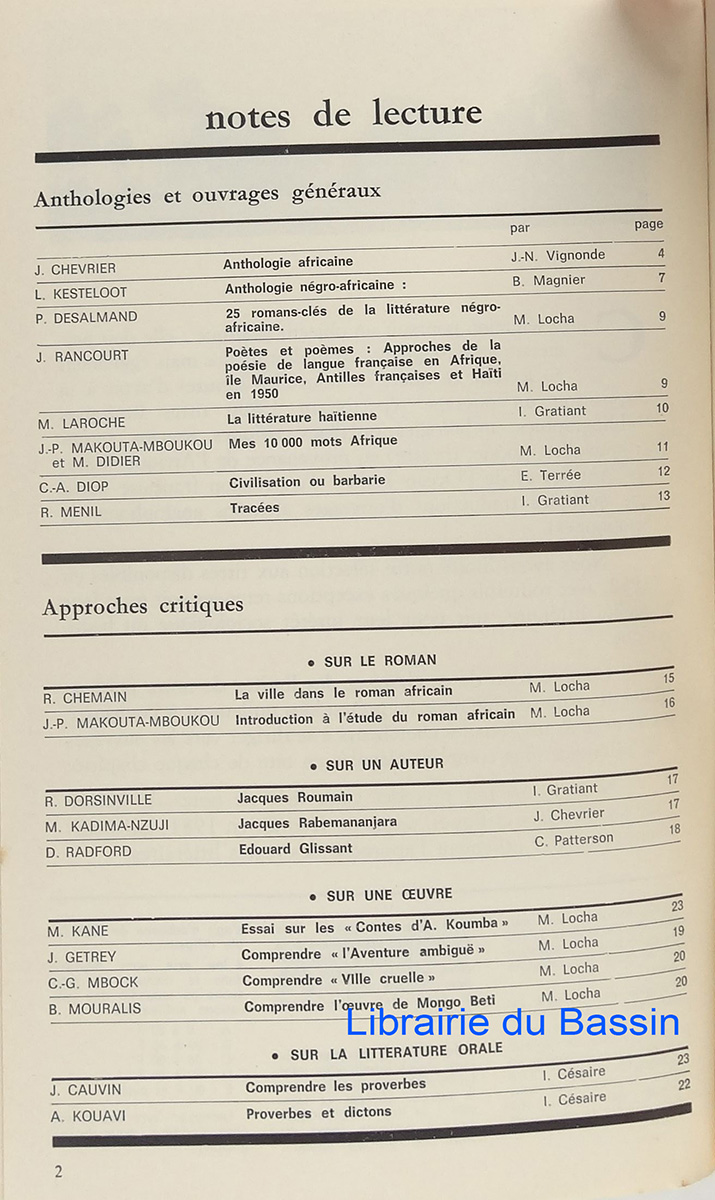 notes de lecture
Anthologies et ouvrages généraux
par page
J. CHEVRIER Anthologie africaine J.-N. Vignonde 4
L. KESTELOOT Anthologie négro-africaine : B. Magnier 7
P. DESALMAND 25 romans-clés de la littérature négro-
africaine. M. Locha 9
J. RANCOURT Poètes et poèmes : Approches de la
poésie de langue française en Afrique,
île Maurice, Antilles françaises et Haïti
en 1950 M. Locha 9
M. LAROCHE La littérature haïtienne I. Gratiant 10
J.-P. MAKOUTA-MBOUKOU Mes 10 000 mots Afrique M. Locha 11
et M. DIDIER
C.-A. DIOP Civilisation ou barbarie E. Terrée 12
R. MENIL Tracées I. Gratiant 13
Approches critiques
• SUR LE ROMAN
R. CHEMAIN La ville dans le roman africain M. Locha 15
J.-P. MAKOUTA-MBOUKOU Introduction à l'étude du roman africain M. Locha 16
• SUR UN AUTEUR
R. DORSINVILLE Jacques Roumain I. Gratiant 17
M. KADIMA-NZUJI Jacques Rabemananjara J. Chevrier 17
D. RADFORD Edouard Glissant C. Patterson 18
• SUR UNE ŒUVRE
M. KANE Essai sur les « Contes d'A. Koumba » M. Locha 23
J. GETREY Comprendre « l'Aventure ambiguë » M. Locha 19
C.-G. MBOCK Comprendre « VIlle cruelle » M. Locha 20
B. MOURALIS Comprendre l'œuvre de Mongo Beti M. Locha 20
Librairie du Bassin
• SUR LA LITTERATURE ORALE
J. CAUVIN Comprendre les proverbes I. Césaire 23
A. KOUAVI Proverbes et dictons I. Césaire 22
2